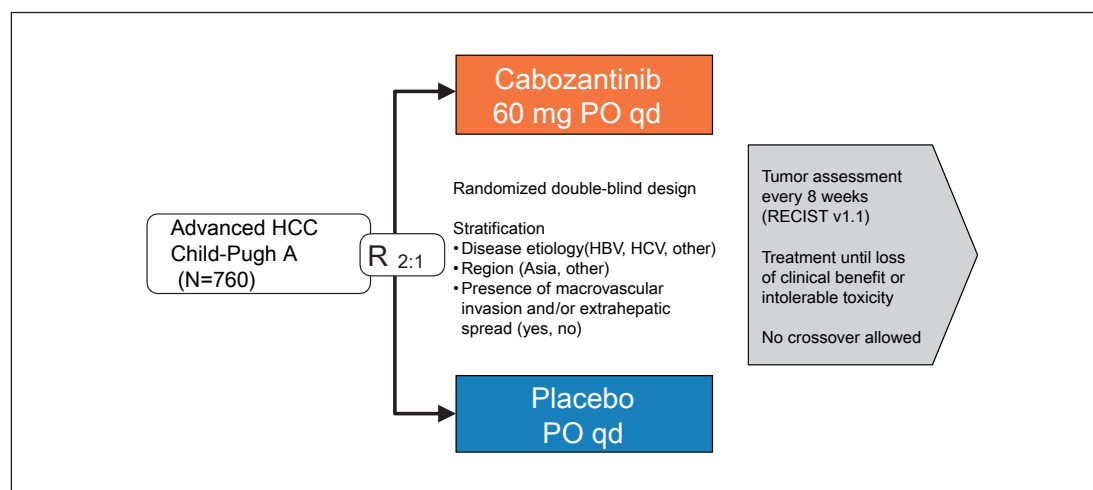 Cabozantinib
60 mg PO qd
Randomized double-blind design
Stratification
• Disease etiology(HBV, HCV, other)
• Region (Asia, other)
• Presence of macrovascular
invasion and/or extrahepatic
spread (yes, no)
Advanced HCC
Child-Pugh A
(N=760)
R 2:1
Tumor assessment
every 8 weeks
(RECIST v1.1)
Treatment until loss
of clinical benefit or
intolerable toxicity
No crossover allowed
Placebo
PO qd